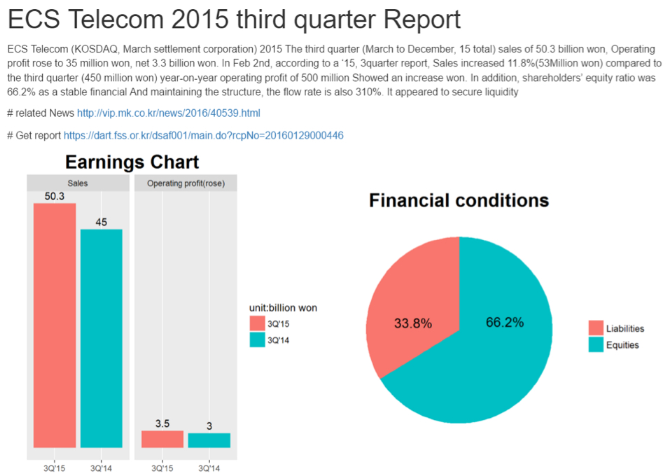 ECS Telecom 2015 third quarter Report
ECS Telecom (KOSDAQ, March settlement corporation) 2015 The third quarter (March to December, 15 total) sales of 50.3 billion won, Operating
profit rose to 35 million won, net 3.3 billion won. In Feb 2nd, according to a '15, 3quarter report, Sales increased 11.8%(53Million won) compared to
the third quarter (450 million won) year-on-year operating profit of 500 million Showed an increase won. In addition, shareholders' equity ratio was
66.2% as a stable financial And maintaining the structure, the flow rate is also 310%. It appeared to secure liquidity
# related News http://vip.mk.co.kr/news/2016/40539.html
# Get report https://dart.fss.or.kr/dsaf001/main.do?rcpNo=20160129000446
Earnings Chart
Sales
Operating profit(rose)
50.3
45
3.5
3
3Q'15
3Q'14
3Q'15
3Q'14
unit:billion won
3Q'15
3Q'14
Financial conditions
33.8%
66.2%
Liabilities
Equities